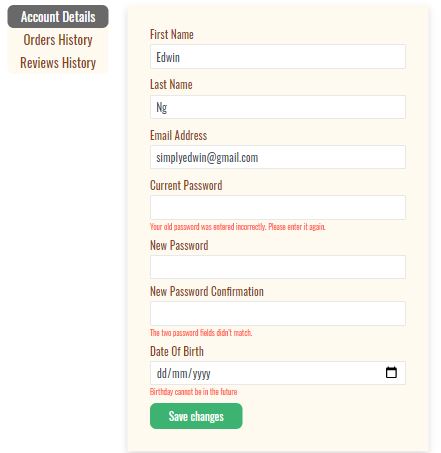 Account Details
Orders History
Reviews History
First Name
Edwin
Last Name
Ng
Email Address
simplyedwin@gmail.com
Current Password
Your old password was entered incorrectly. Please enter it again.
New Password
New Password Confirmation
The two password fields didn't match.
Date Of Birth
dd/mm/yyyy
Birthday cannot be in the future
Save changes